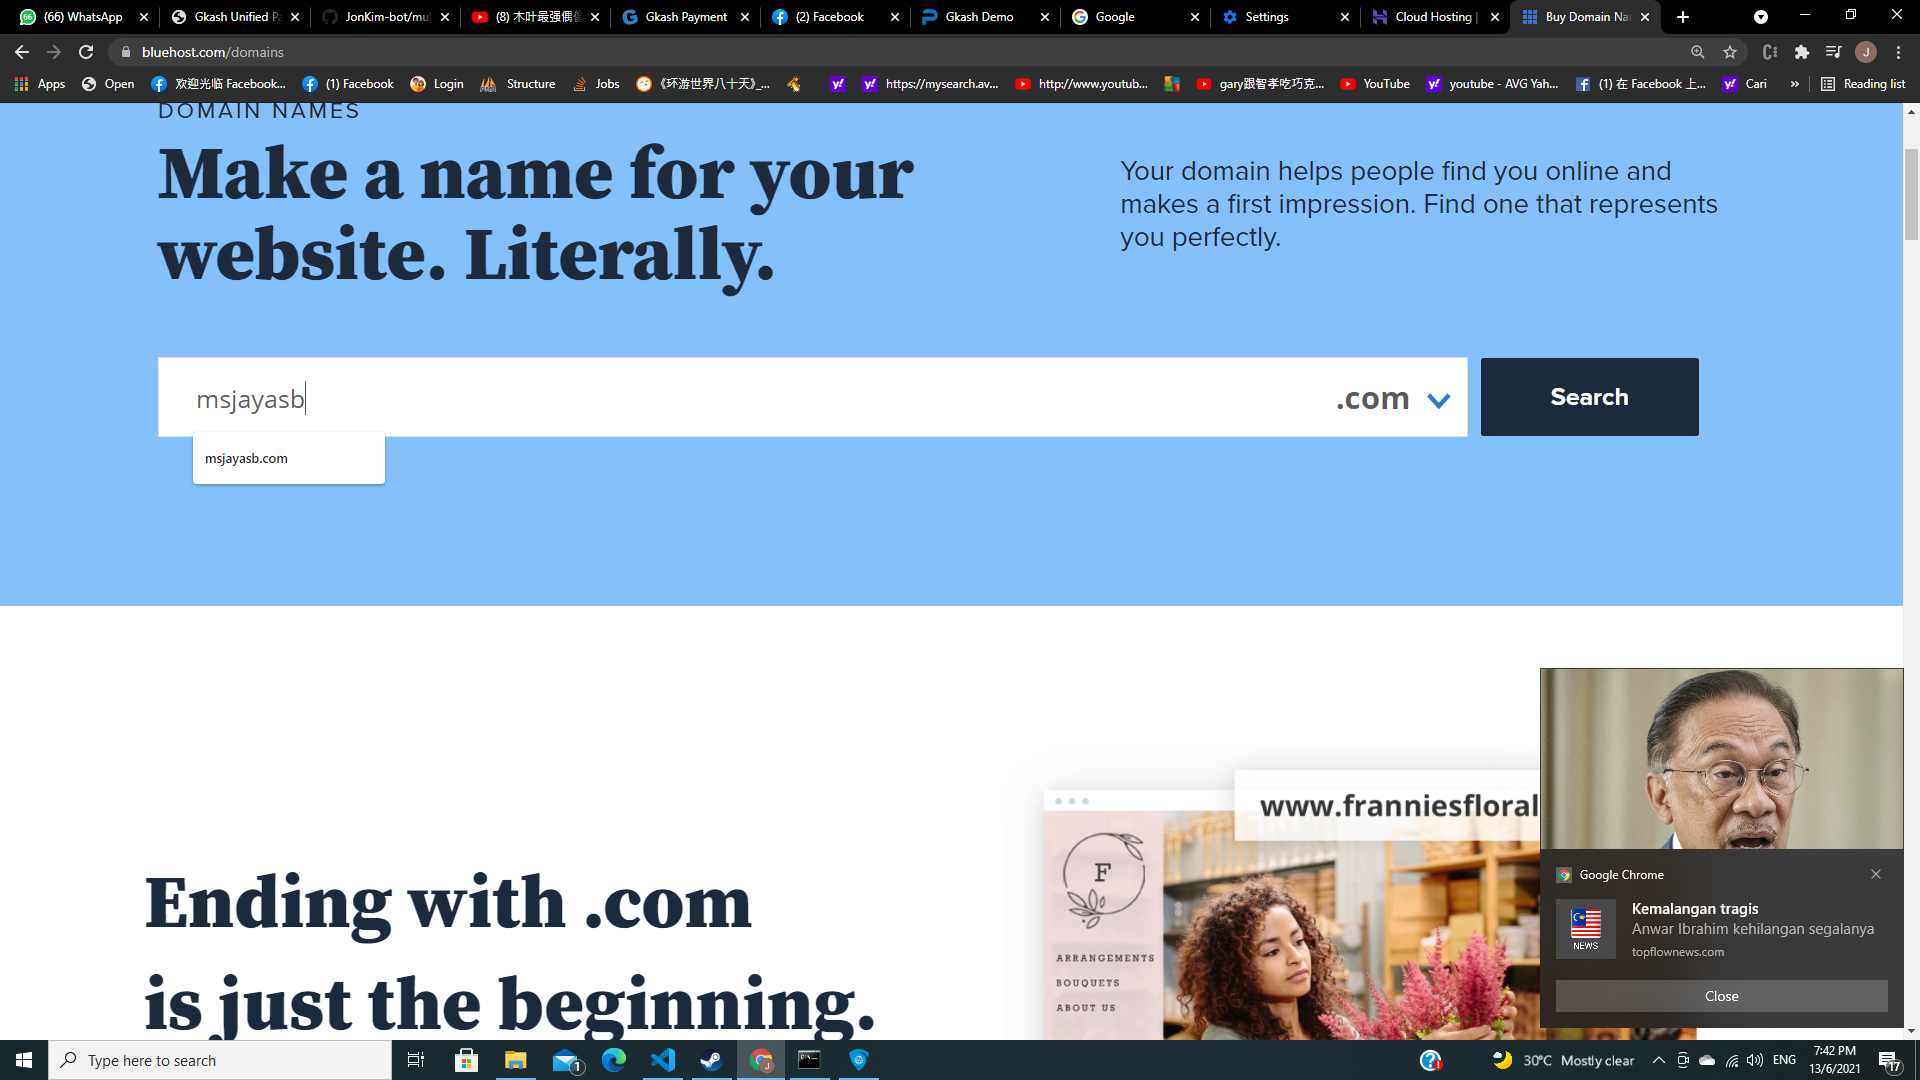 (66) WhatsApp
Gkash Unified Pa
JonKim-bot/mul
(8) 木叶最强偶像
Gkash Payment
(2) Facebook
Gkash Demo
Google
Settings
Cloud Hosting |
Buy Domain Nar
bluehost.com/domains
J
Apps
Open
欢迎光临 Facebook...
(1) Facebook
Login
Structure
Jobs
《环游世界八十天》_...
https://mysearch.av...
http://www.youtub...
gary跟智孝吃巧克...
YouTube
youtube - AVG Yah...
(1) 在 Facebook 上...
Cari
»
Reading list
DOMAIN NAMES
Make a name for your
website. Literally.
Your domain helps people find you online and
makes a first impression. Find one that represents
you perfectly.
msjayasb
.com
Search
msjayasb.com
Ending with .com
is just the beginning.
www.franniesfloral
F
ARRANGEMENTS
BOUQUETS
ABOUT US
Google Chrome
Kemalangan tragis
Anwar Ibrahim kehilangan segalanya
topflownews.com
NEWS
Close
Type here to search
1
30°C Mostly clear
ENG
7:42 PM
13/6/2021
17